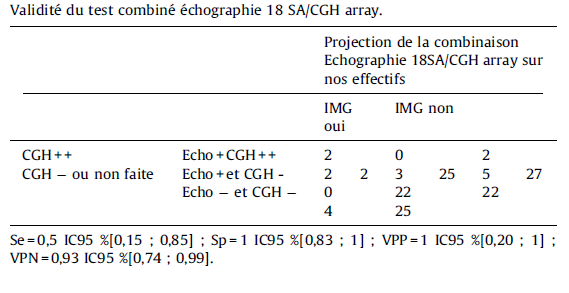 Validité du test combiné échographie 18 SA/CGH array.
Projection de la combinaison
Echographie 18SA/CGH array sur
nos effectifs
IMG IMG non
oui
CGH++ Echo+CGH++ 2 0 2
CGH – ou non faite Echo+et CGH - 2 2 3 25 5 27
Echo – et CGH – 0 22 22
4 25
Se=0,5 IC95 %[0,15 ; 0,85] ; Sp=1 IC95 %[0,83 ; 1] ; VPP=1 IC95 %[0,20 ; 1] ;
VPN=0,93 IC95 %[0,74 ; 0,99].